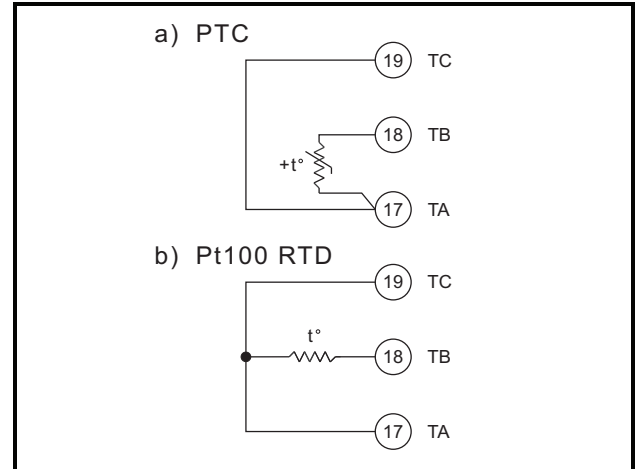 a) PTC
19 TC
18 TB
+t°
17 TA
b) Pt100 RTD
19 TC
t°
18 TB
17 TA